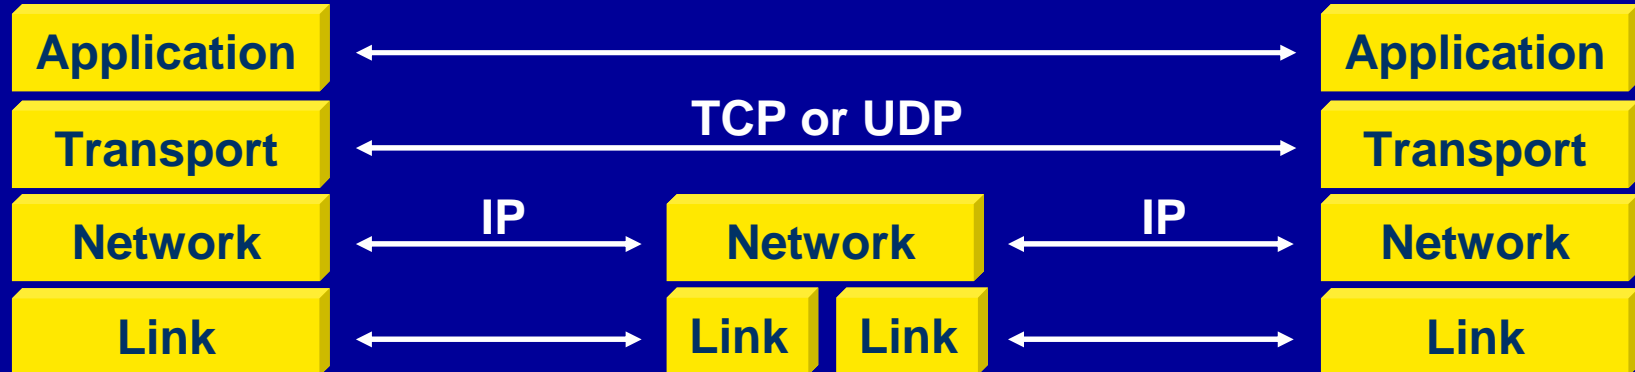 Application
Application
TCP or UDP
Transport
Transport
IP
IP
Network
Network
Network
Link
Link
Link
Link